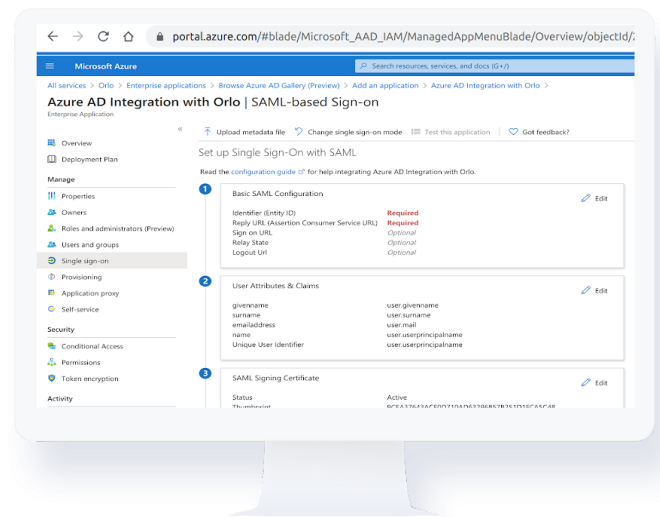 portal.azure.com/#blade/Microsoft_AAD_IAM/ManagedAppMenuBlade/Overview/objectId/
Microsoft Azure
Search resources, services, and docs (G+/)
All services > Orlo > Enterprise applications > Browse Azure AD Gallery (Preview) > Add an application > Azure AD Integration with Orlo >
Azure AD Integration with Orlo | SAML-based Sign-on
Enterprise Application
Overview
Deployment Plan
Manage
Properties
Owners
Roles and administrators (Preview)
Users and groups
Single sign-on
Provisioning
Application proxy
Self-service
Security
Conditional Access
Permissions
Token encryption
Activity
Upload metadata file Change single sign-on mode Test this application Got feedback?
Set up Single Sign-On with SAML
Read the configuration guide for help integrating Azure AD Integration with Orlo.
1 Basic SAML Configuration Edit
Identifier (Entity ID) Required
Reply URL (Assertion Consumer Service URL) Required
Sign on URL Optional
Relay State Optional
Logout Url Optional
2 User Attributes & Claims Edit
givenname user.givenname
surname user.surname
emailaddress user.mail
name user.userprincipalname
Unique User Identifier user.userprincipalname
3 SAML Signing Certificate Edit
Status Active
Thumbprint